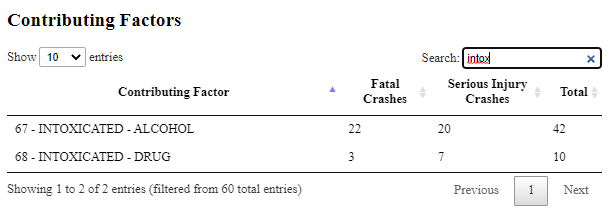 Contributing Factors
Show 10 entries Search: intox
Contributing Factor Fatal Crashes Serious Injury Crashes Total
67 - INTOXICATED - ALCOHOL 22 20 42
68 - INTOXICATED - DRUG 3 7 10
Showing 1 to 2 of 2 entries (filtered from 60 total entries) Previous 1 Next